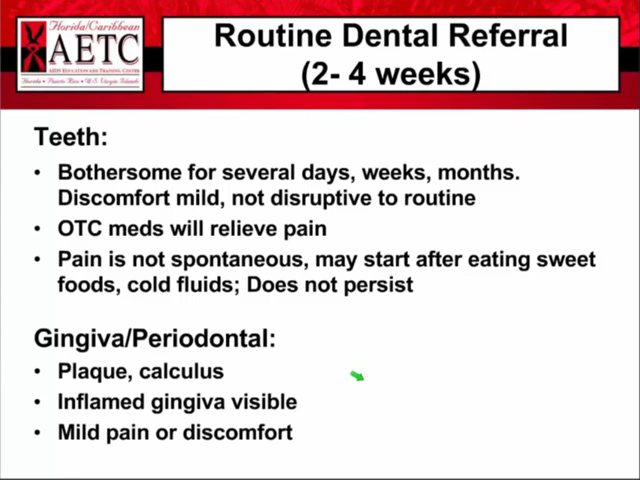 Florida/Caribbean
AETC
AIDS Education and Training Center
Florida • Puerto Rico • U.S. Virgin Islands
Routine Dental Referral
(2- 4 weeks)
Teeth:
• Bothersome for several days, weeks, months.
Discomfort mild, not disruptive to routine
• OTC meds will relieve pain
• Pain is not spontaneous, may start after eating sweet
foods, cold fluids; Does not persist
Gingiva/Periodontal:
• Plaque, calculus
• Inflamed gingiva visible
• Mild pain or discomfort